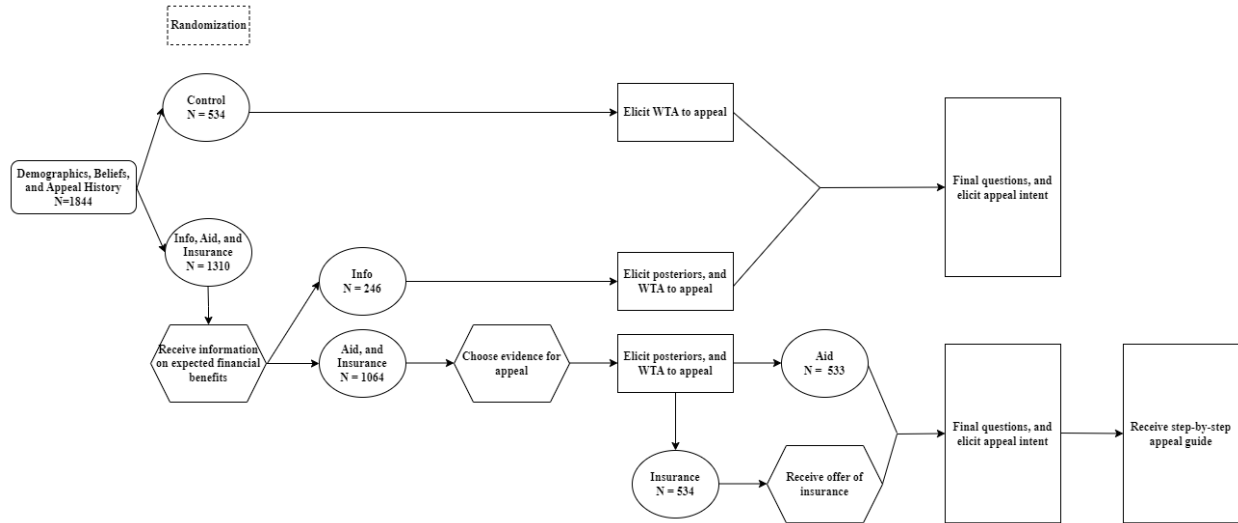 Randomization
Control
N = 534
Elicit WTA to appeal
Demographics, Beliefs,
and Appeal History
N=1844
Final questions, and
elicit appeal intent
Info, Aid, and
Insurance
N = 1310
Info
N = 246
Elicit posteriors, and
WTA to appeal
Receive information
on expected financial
benefits
Aid, and
Insurance
N = 1064
Choose evidence for
appeal
Elicit posteriors, and
WTA to appeal
Aid
N = 533
Final questions, and
elicit appeal intent
Receive step-by-step
appeal guide
Insurance
N = 534
Receive offer of
insurance